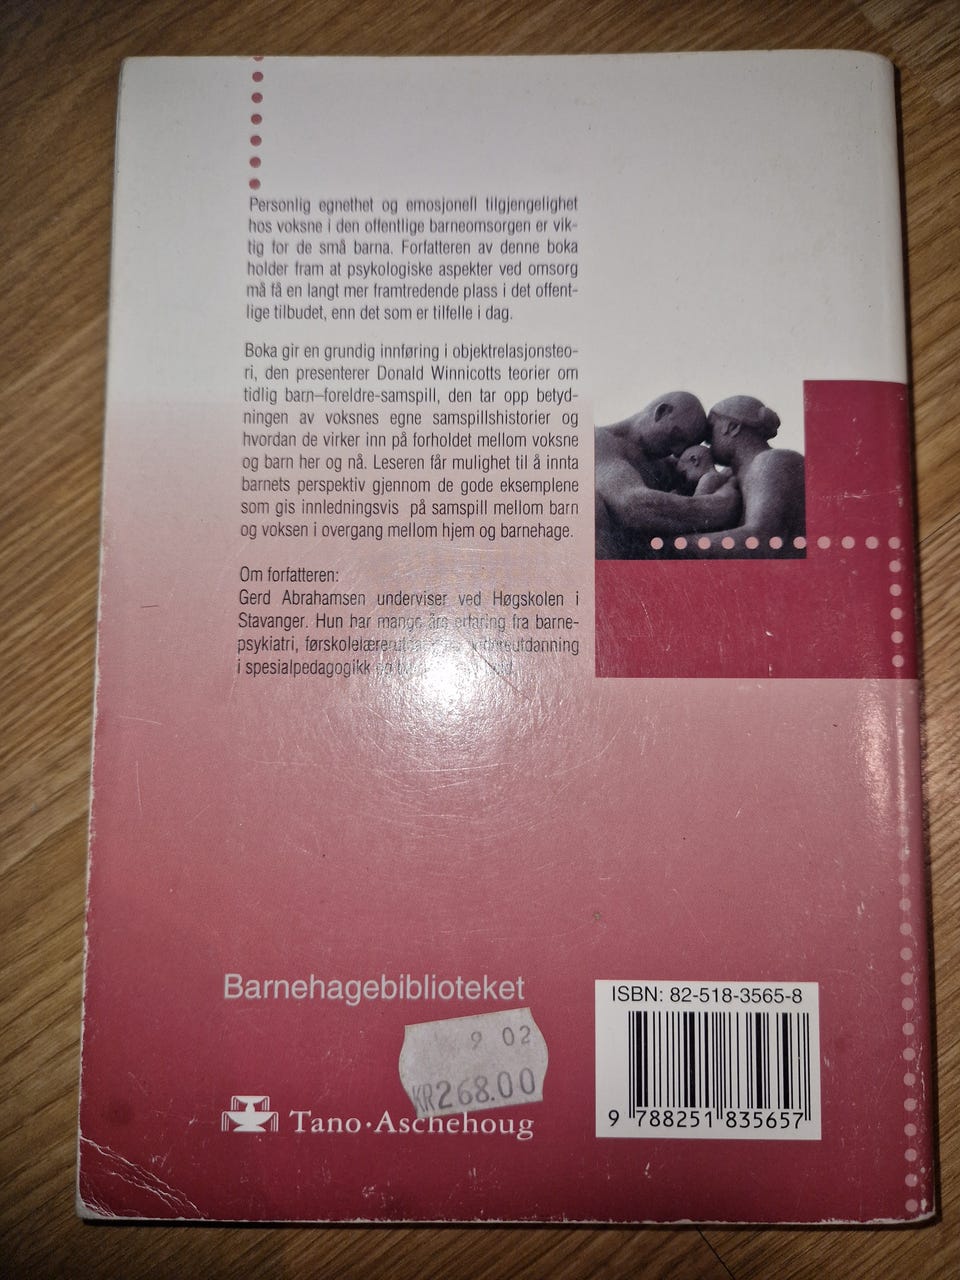 Personlig egnethet og emosjonell tilgjengelighet
hos voksne i den offentlige barneomsorgen er vik-
tig for de små barna. Forfatteren av denne boka
holder fram at psykologiske aspekter ved omsorg
må få en langt mer framtredende plass i det offent-
lige tilbudet, enn det som er tilfelle i dag.
Boka gir en grundig innføring i objektrelasjonsteo-
ri, den presenterer Donald Winnicotts teorier om
tidlig barn–foreldre-samspill, den tar opp betyd-
ningen av voksnes egne samspillshistorier og
hvordan de virker inn på forholdet mellom voksne
og barn her og nå. Leseren får mulighet til å innta
barnets perspektiv gjennom de gode eksemplene
som gis innledningsvis på samspill mellom barn
og voksen i overgang mellom hjem og barnehage.
Om forfatteren:
Gerd Abrahamsen underviser ved Høgskolen i
Stavanger. Hun har mange års erfaring fra barne-
psykiatri,
i spesialpedagogikk
Barnehagebiblioteket
9 02
KR268.00
Tano·Aschehoug
ISBN: 82-518-3565-8
9 788251 835657